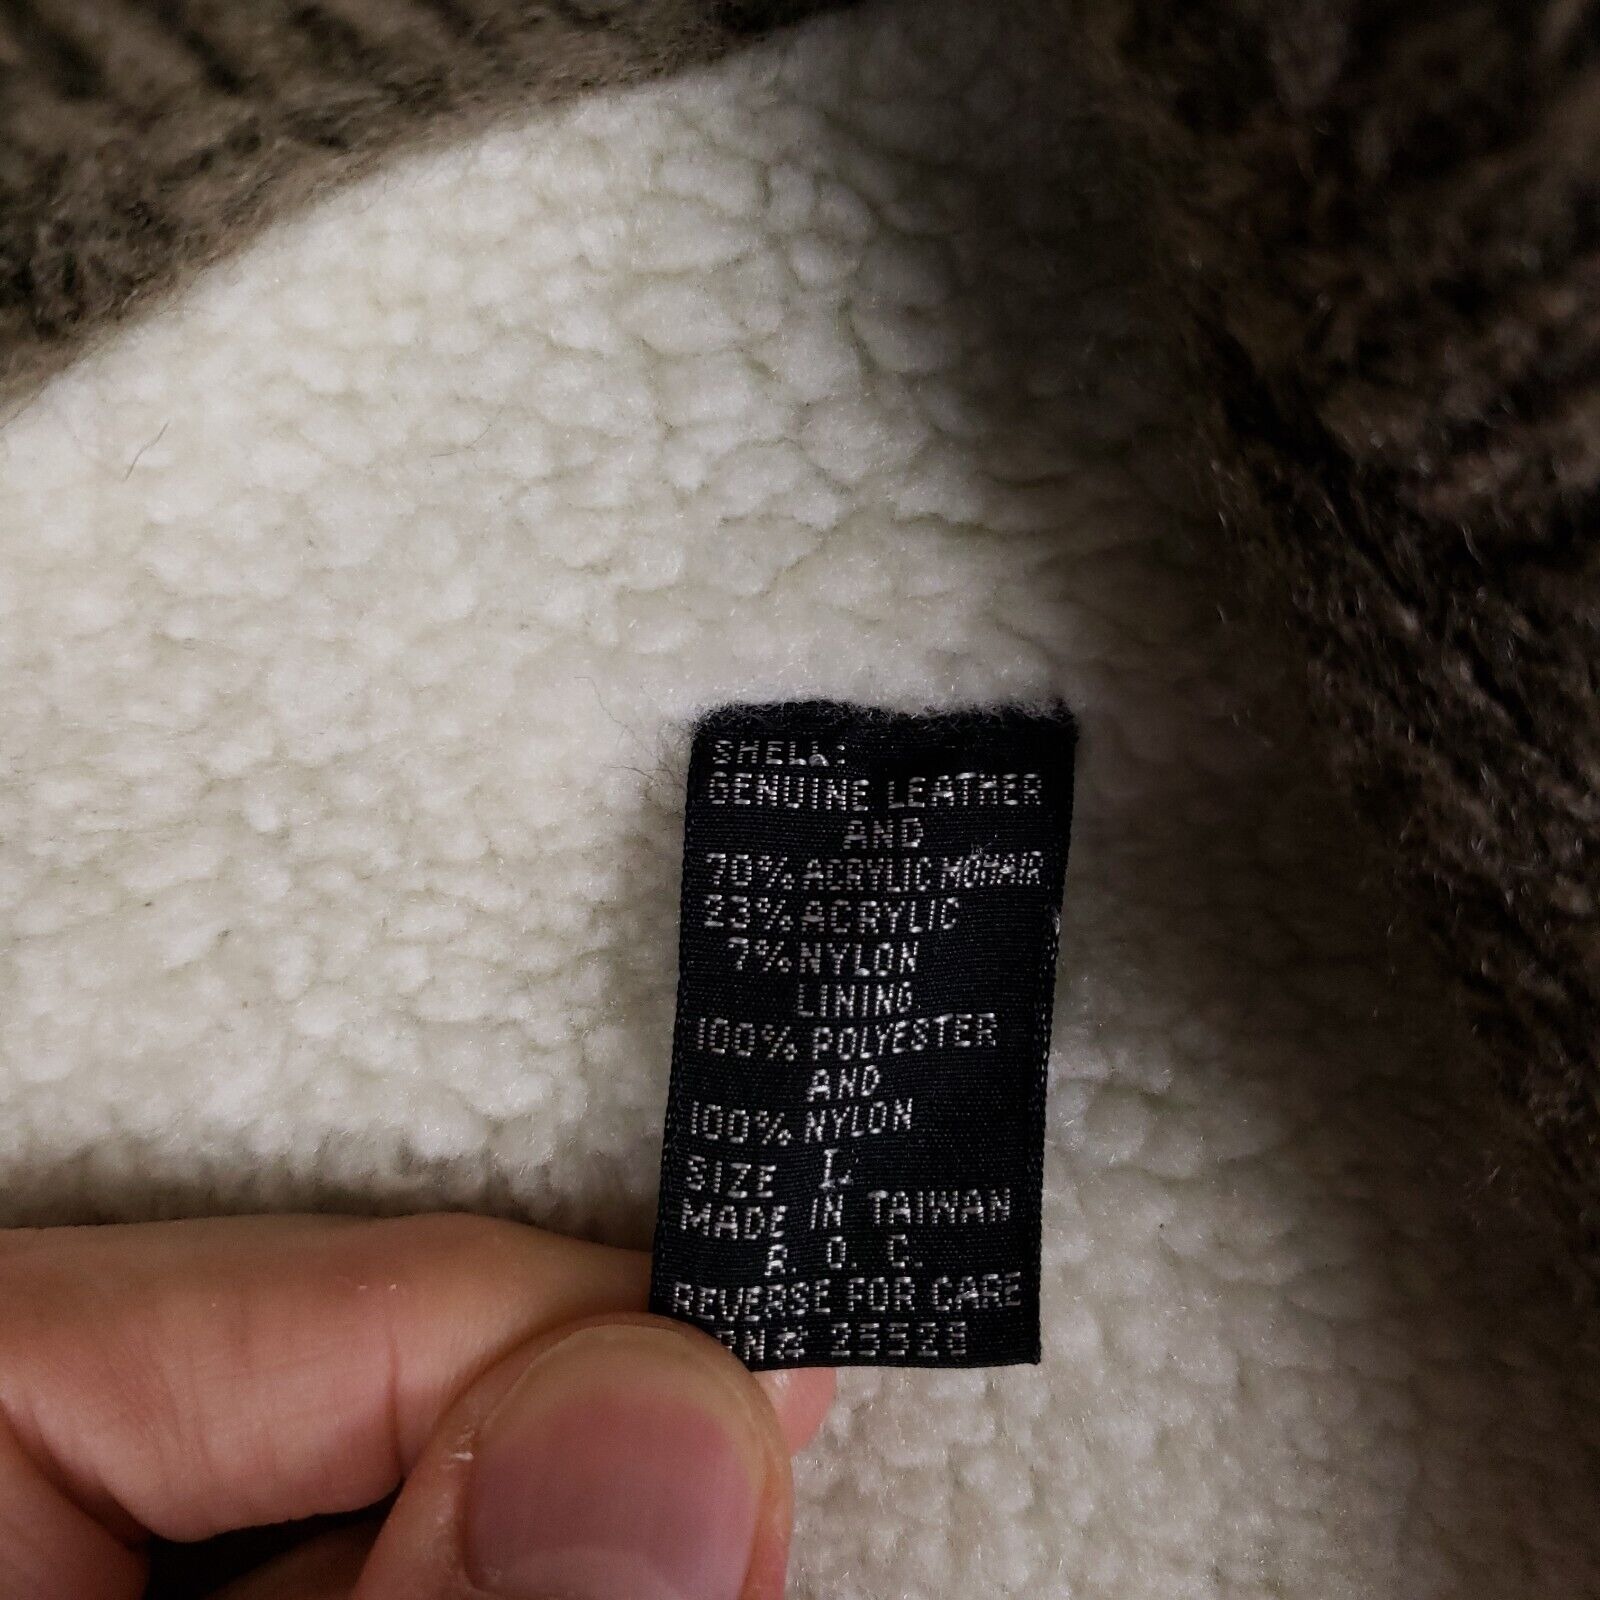 SHELL:
GENUINE LEATHER
AND
70% ACRYLIC MOHAIR
23% ACRYLIC
7% NYLON
LINING
100% POLYESTER
AND
100% NYLON
SIZE L
MADE IN TAIWAN
R. O. C.
REVERSE FOR CARE